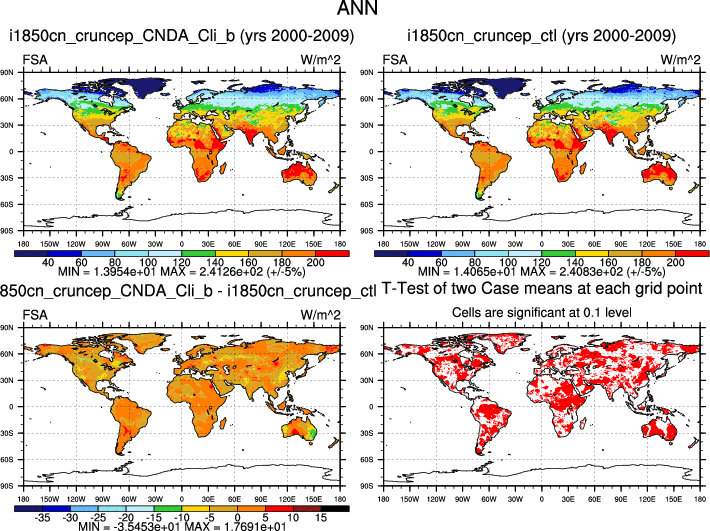 ANN
i1850cn_cruncep_CNDA_Cli_b (yrs 2000-2009)
FSA W/m^2
90N
60N
30N
0
30S
60S
90S
180 150W 120W 90W 60W 30W 0 30E 60E 90E 120E 150E 180
40 60 80 100 120 140 160 180 200
MIN = 1.3954e+01 MAX = 2.4126e+02 (+/-5%)
i1850cn_cruncep_ctl (yrs 2000-2009)
FSA W/m^2
90N
60N
30N
0
30S
60S
90S
180 150W 120W 90W 60W 30W 0 30E 60E 90E 120E 150E 180
40 60 80 100 120 140 160 180 200
MIN = 1.4065e+01 MAX = 2.4083e+02 (+/-5%)
850cn_cruncep_CNDA_Cli_b - i1850cn_cruncep_ctl
FSA W/m^2
90N
60N
30N
0
30S
60S
90S
180 150W 120W 90W 60W 30W 0 30E 60E 90E 120E 150E 180
-35 -30 -25 -20 -15 -10 -5 0 5 10 15
MIN = -3.5453e+01 MAX = 1.7691e+01
T-Test of two Case means at each grid point
Cells are significant at 0.1 level
90N
60N
30N
0
30S
60S
90S
180 150W 120W 90W 60W 30W 0 30E 60E 90E 120E 150E 180